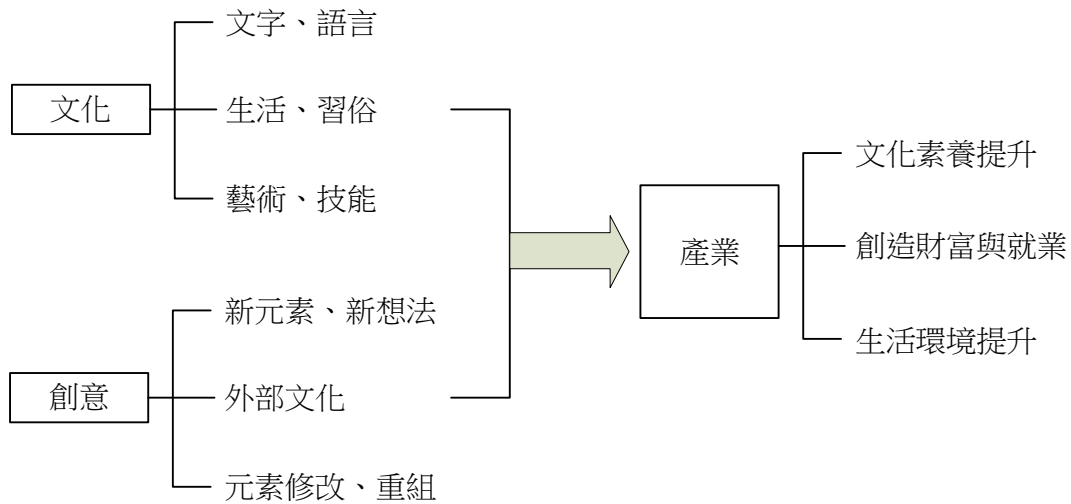 文字、語言
文化
生活、習俗
藝術、技能
文化素養提升
產業
創造財富與就業
生活環境提升
新元素、新想法
創意
外部文化
元素修改、重組